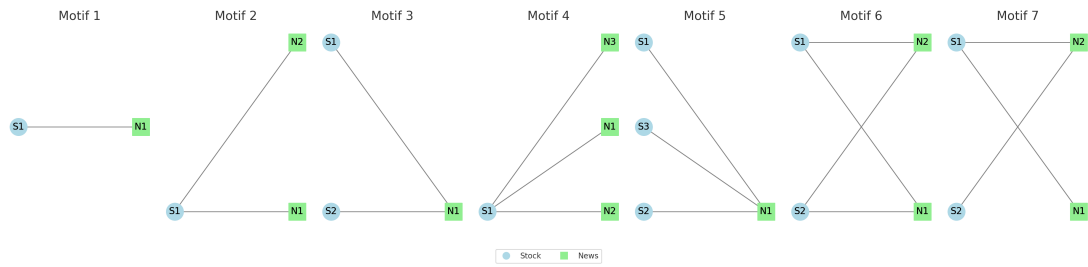 Motif 1 Motif 2 Motif 3 Motif 4 Motif 5 Motif 6 Motif 7
N2 S1 N3 S1 S1 N2 S1 N2
S1 N1 N1 S3
S1 N1 S2 N1 S1 N2 S2 N1 S2 N1 S2 N1
Stock News